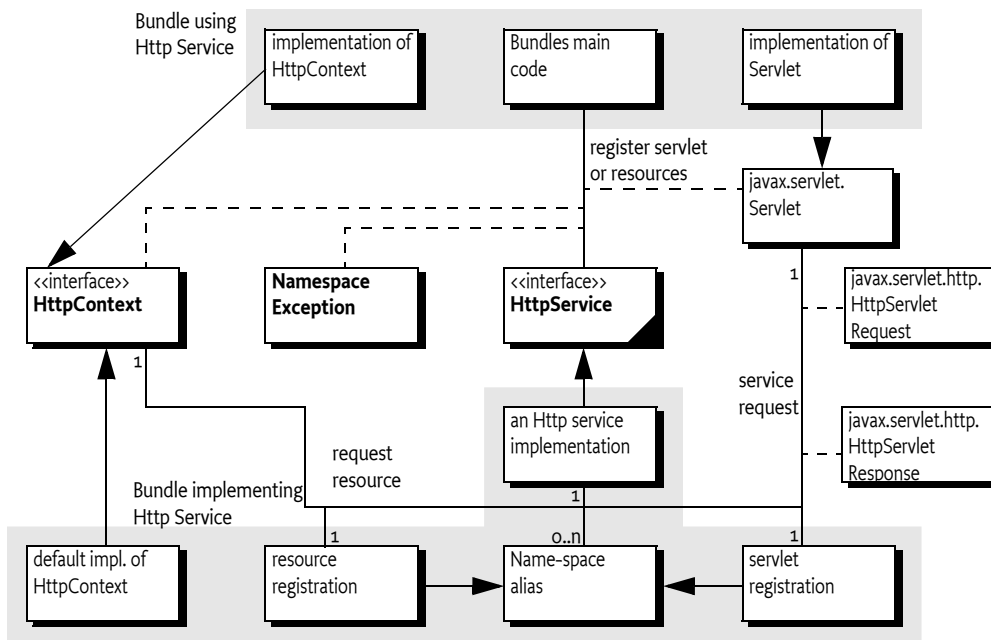 Bundle using
Http Service
implementation of
HttpContext
Bundles main
code
implementation of
Servlet
register servlet
or resources
javax.servlet.
Servlet
<<interface>>
HttpContext
Namespace
Exception
<<interface>>
HttpService
1
javax.servlet.http.
HttpServlet
Request
1
service
request
an Http service
implementation
javax.servlet.http.
HttpServlet
Response
request
resource
Bundle implementing
Http Service
1
1
0..n
1
default impl. of
HttpContext
resource
registration
Name-space
alias
servlet
registration